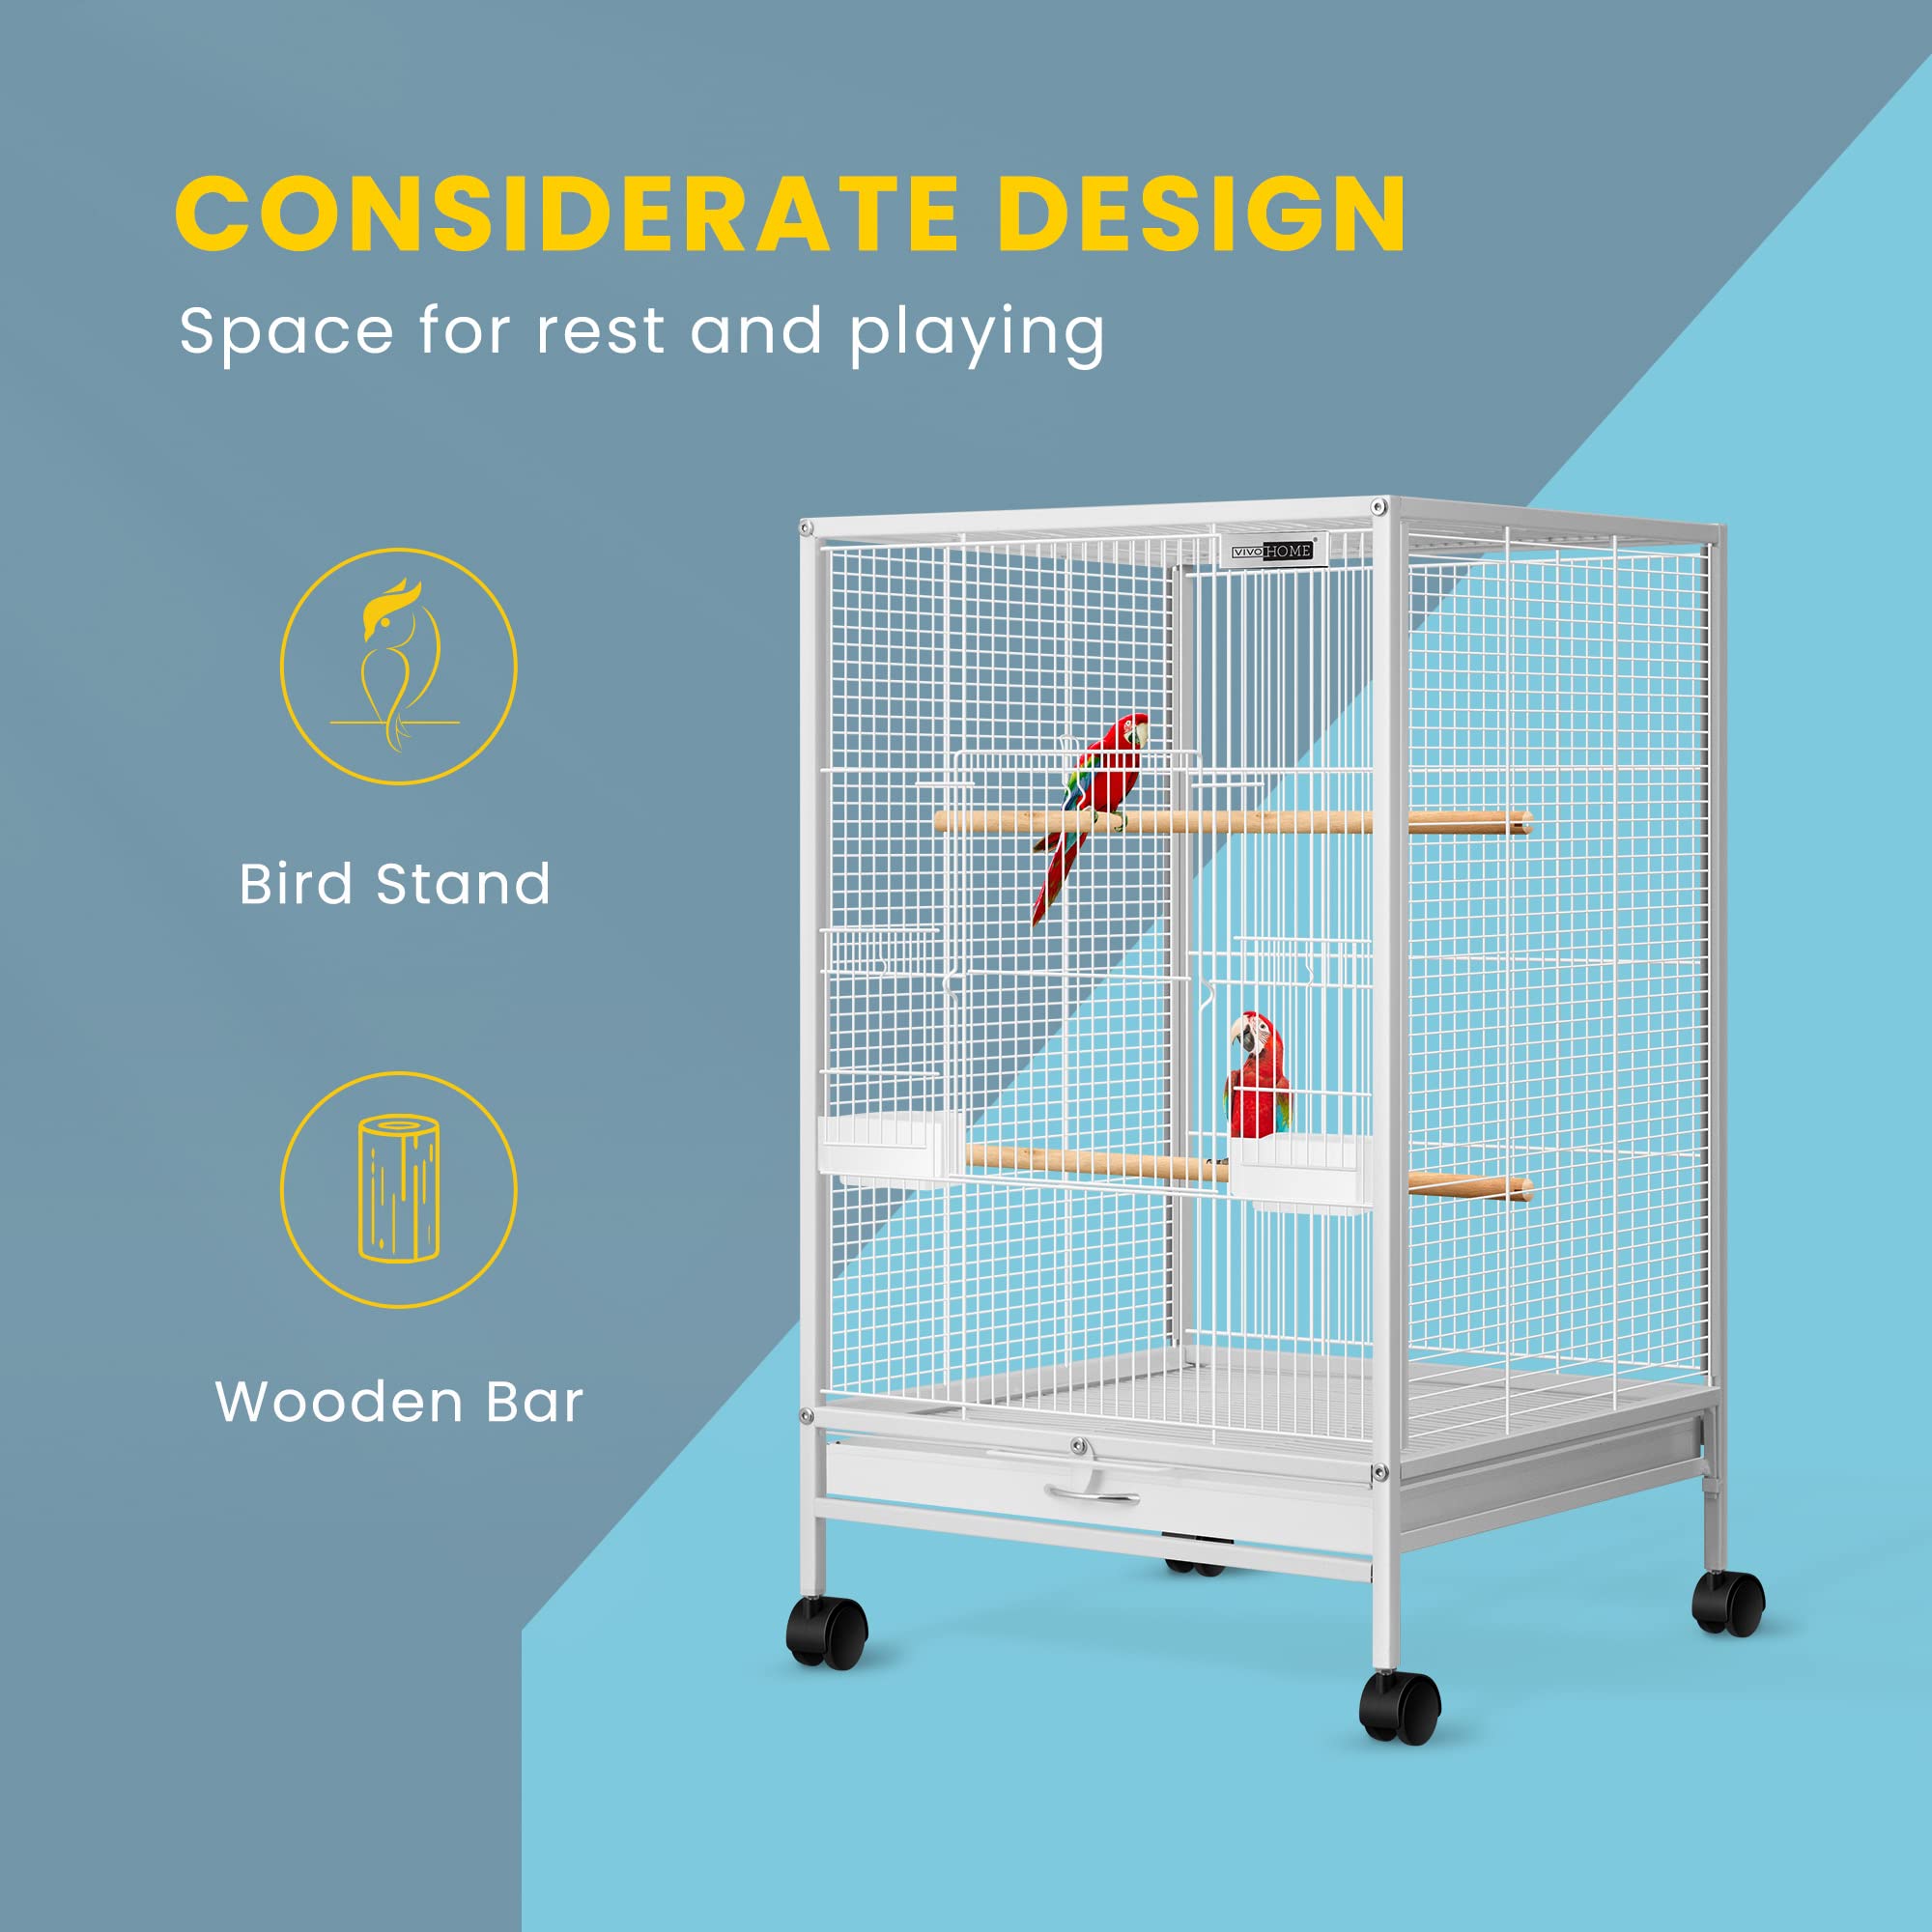 CONSIDERATE DESIGN
Space for rest and playing
VIVOHOME®
Bird Stand
Wooden Bar